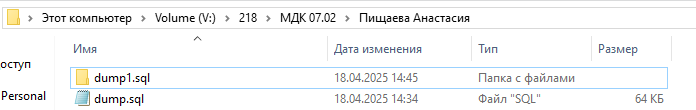 Этот компьютер > Volume (V:) > 218 > МДК 07.02 > Пищаева Анастасия
Имя Дата изменения Тип Размер
оступ
dump1.sql 18.04.2025 14:45 Папка с файлами
Personal
dump.sql 18.04.2025 14:34 Файл "SQL" 64 КБ